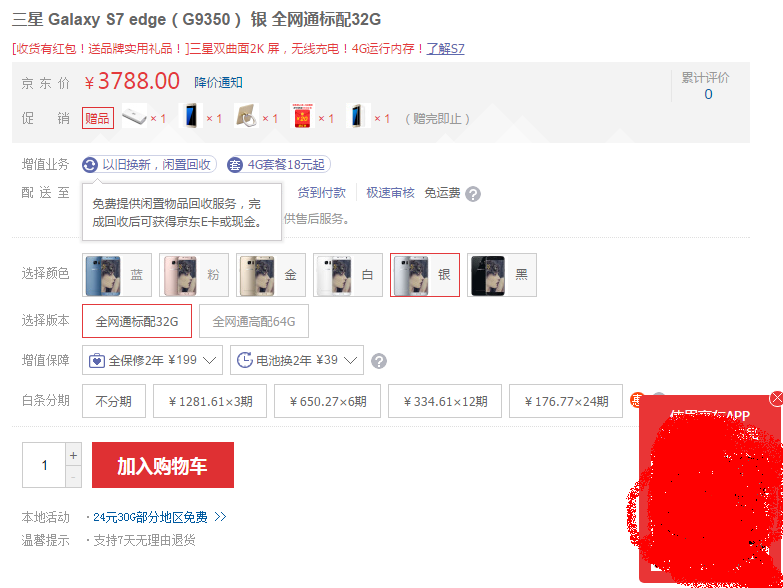 三星 Galaxy S7 edge（G9350） 银 全网通标配32G
[收货有红包！送品牌实用礼品！]三星双曲面2K 屏，无线充电！4G运行内存！了解S7
京东价 ￥3788.00 降价通知 累计评价
0
促销 赠品 × 1 × 1 × 1 × 1 × 1 （赠完即止）
增值业务 以旧换新，闲置回收 套 4G套餐18元起
配送至 货到付款 极速审核 免运费 ?
免费提供闲置物品回收服务，完
成回收后可获得京东E卡或现金。 供售后服务。
选择颜色 蓝 粉 金 白 银 黑
选择版本 全网通标配32G 全网通高配64G
增值保障 全保修2年 ¥199 电池换2年 ¥39 ?
白条分期 不分期 ￥1281.61×3期 ￥650.27×6期 ￥334.61×12期 ￥176.77×24期 惠
使用京东APP
1 + - 加入购物车
本地活动 · 24元30G部分地区免费 >>
温馨提示 · 支持7天无理由退货